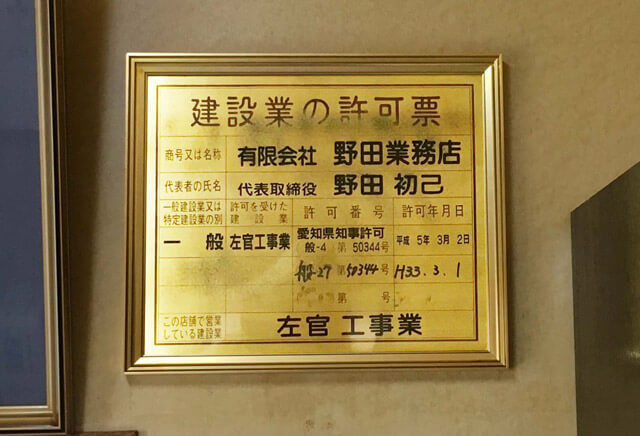 建設業の許可票
商号又は名称 有限会社 野田業務店
代表者の氏名 代表取締役 野田 初己
一般建設業又は特定建設業の別 許可を受けた建設業 許可番号 許可年月日
一般 左官工事業 愛知県知事許可 般-4 第50344号 平成 5年 3月 2日
般-27 第50344号 H33.3.1
第 号
この店舗で営業している建設業 左官工事業